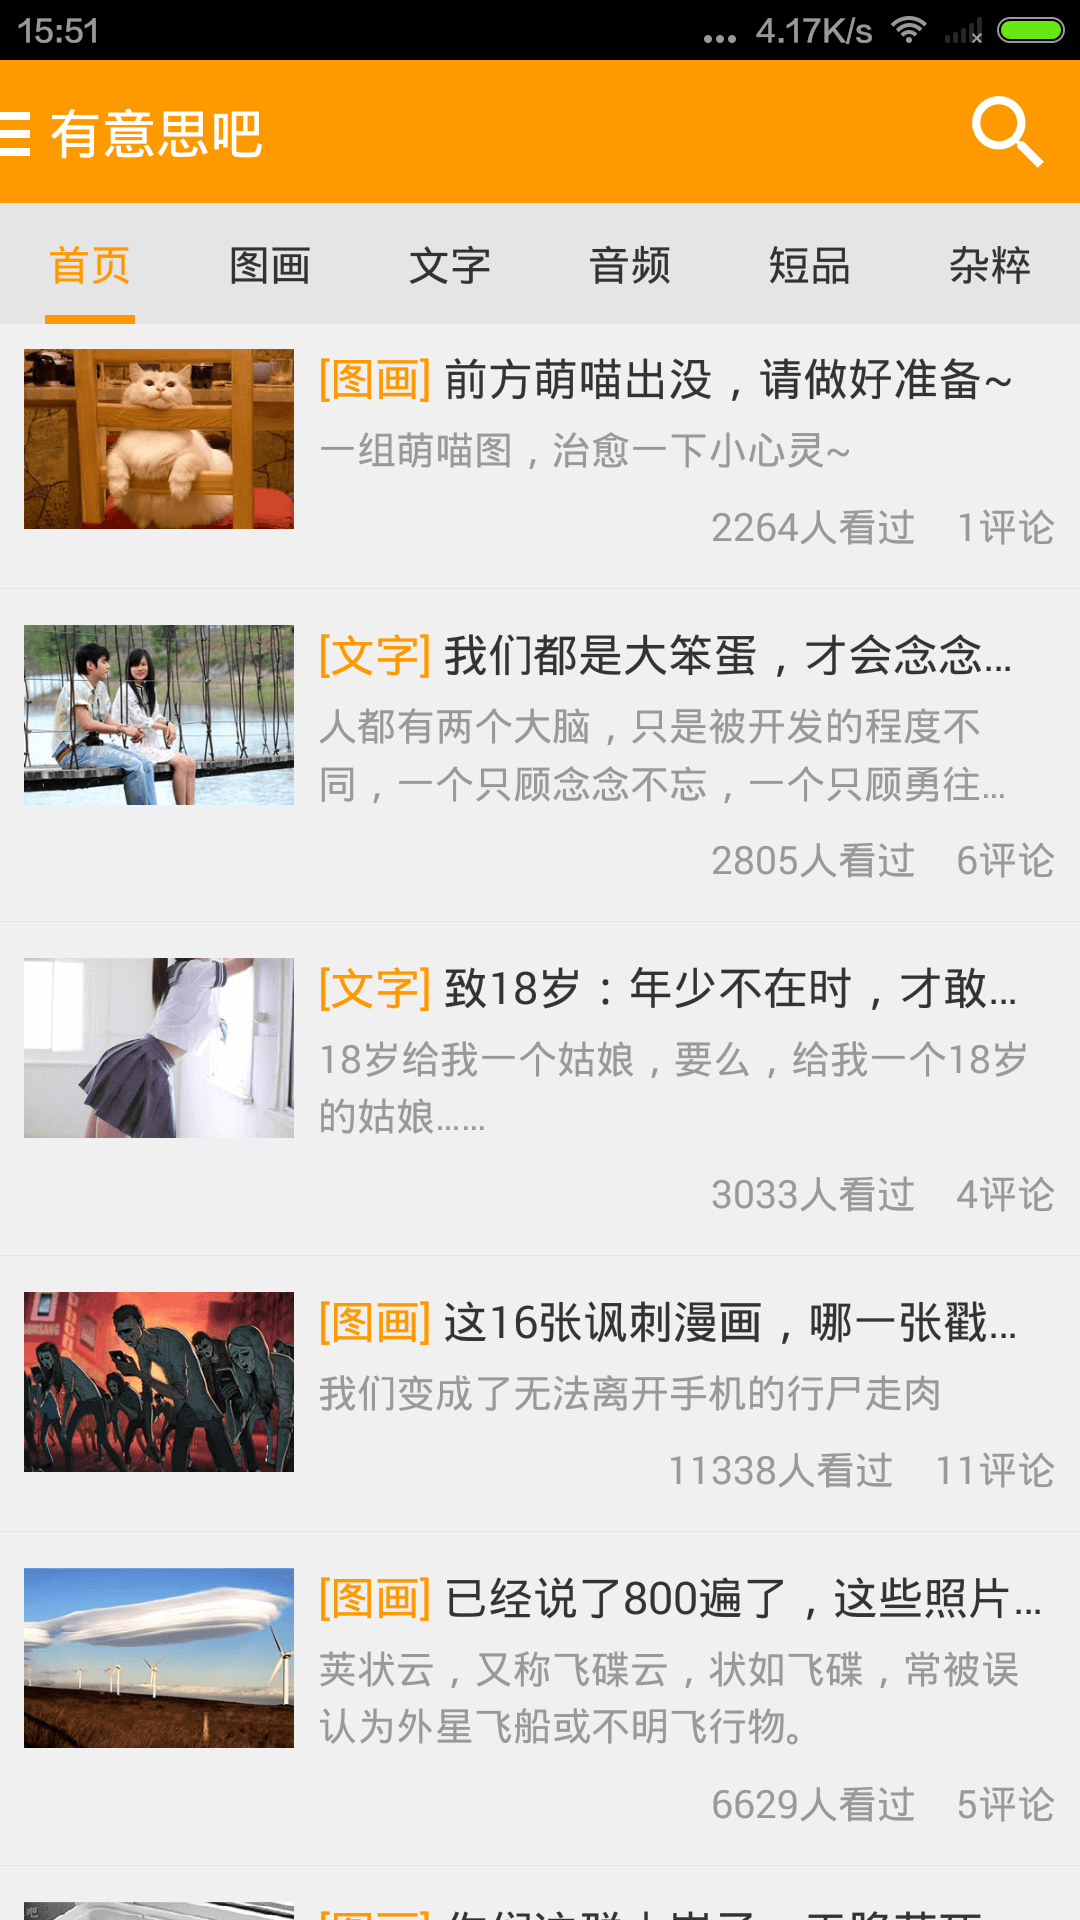 15:51
... 4.17K/s
有意思吧
首页 图画 文字 音频 短品 杂粹
[图画] 前方萌喵出没，请做好准备~
一组萌喵图，治愈一下小心灵~
2264人看过 1评论
[文字] 我们都是大笨蛋，才会念念...
人都有两个大脑，只是被开发的程度不
同，一个只顾念念不忘，一个只顾勇往...
2805人看过 6评论
[文字] 致18岁：年少不在时，才敢...
18岁给我一个姑娘，要么，给我一个18岁
的姑娘......
3033人看过 4评论
[图画] 这16张讽刺漫画，哪一张戳...
我们变成了无法离开手机的行尸走肉
11338人看过 11评论
[图画] 已经说了800遍了，这些照片...
荚状云，又称飞碟云，状如飞碟，常被误
认为外星飞船或不明飞行物。
6629人看过 5评论